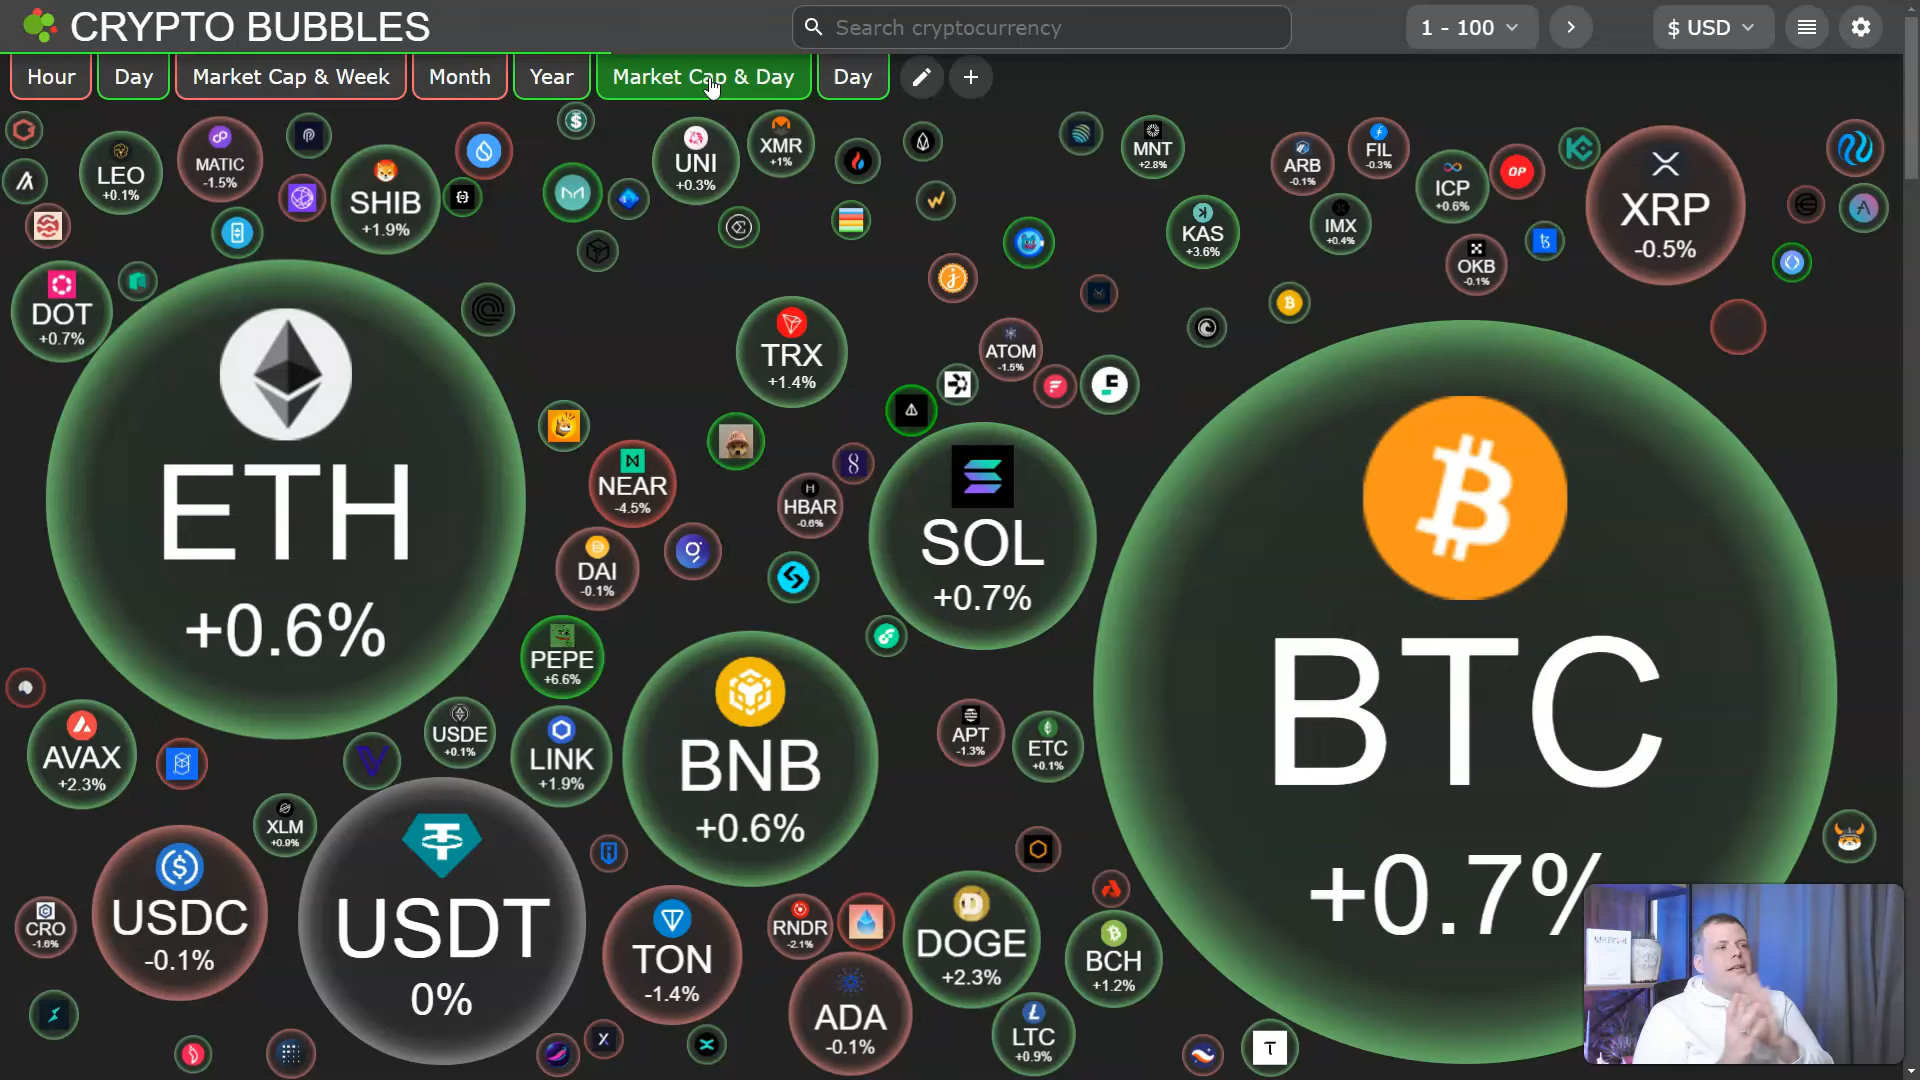 CRYPTO BUBBLES
Search cryptocurrency
1 - 100
$ USD
Hour
Day
Market Cap & Week
Month
Year
Market Cap & Day
Day
LEO
+0.1%
MATIC
-1.5%
SHIB
+1.9%
UNI
+0.3%
XMR
+1%
MNT
+2.8%
ARB
-0.1%
FIL
-0.3%
ICP
+0.6%
OP
XRP
-0.5%
KAS
+3.6%
IMX
+0.4%
OKB
-0.1%
DOT
+0.7%
ETH
+0.6%
TRX
+1.4%
ATOM
-1.5%
NEAR
-4.5%
HBAR
-0.6%
DAI
-0.1%
SOL
+0.7%
BTC
+0.7%
PEPE
+6.6%
AVAX
+2.3%
USDE
+0.1%
LINK
+1.9%
BNB
+0.6%
APT
-1.3%
ETC
+0.1%
XLM
+0.9%
USDC
-0.1%
CRO
-1.6%
USDT
0%
TON
-1.4%
RNDR
-2.1%
ADA
-0.1%
DOGE
+2.3%
BCH
+1.2%
LTC
+0.9%